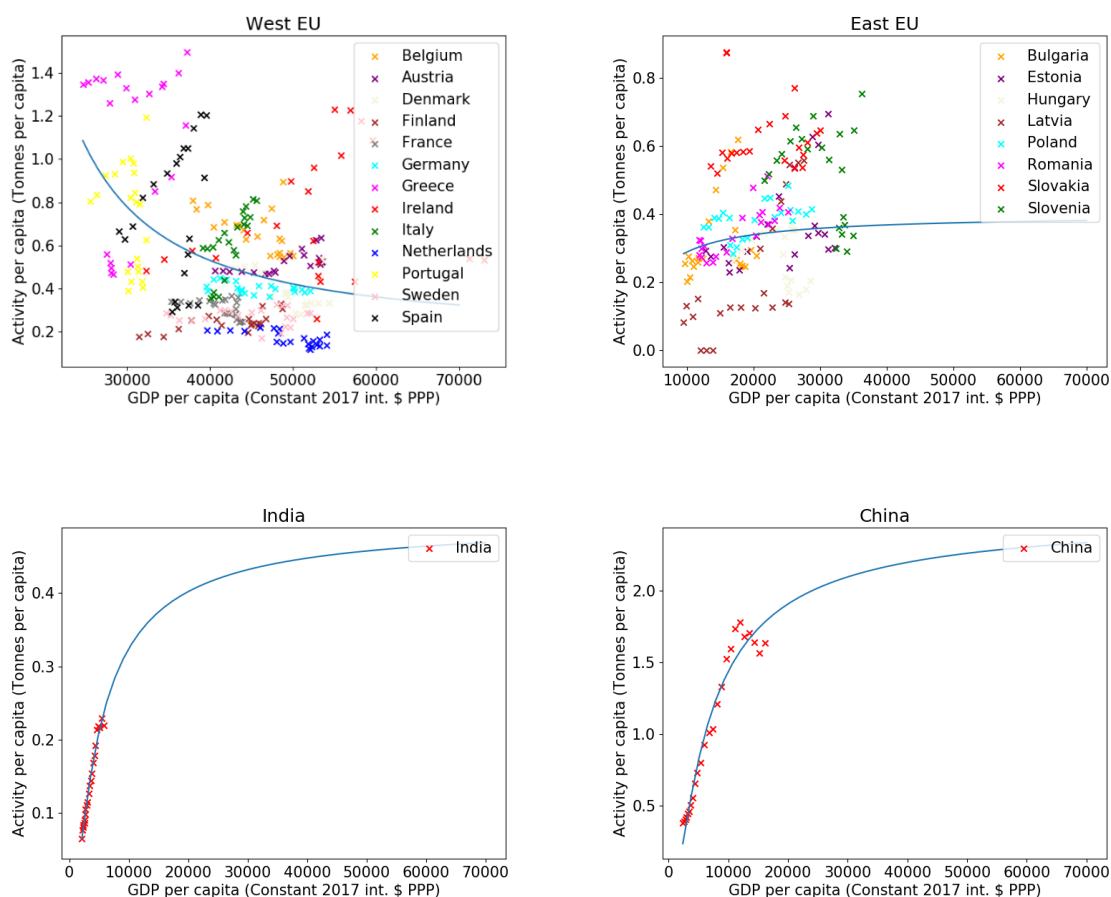 West EU
Activity per capita (Tonnes per capita)
1.4
1.2
1.0
0.8
0.6
0.4
0.2
Belgium
Austria
Denmark
Finland
France
Germany
Greece
Ireland
Italy
Netherlands
Portugal
Sweden
Spain
30000 40000 50000 60000 70000
GDP per capita (Constant 2017 int. $ PPP)
East EU
Activity per capita (Tonnes per capita)
0.8
0.6
0.4
0.2
0.0
Bulgaria
Estonia
Hungary
Latvia
Poland
Romania
Slovakia
Slovenia
10000 20000 30000 40000 50000 60000 70000
GDP per capita (Constant 2017 int. $ PPP)
India
Activity per capita (Tonnes per capita)
0.4
0.3
0.2
0.1
India
0 10000 20000 30000 40000 50000 60000 70000
GDP per capita (Constant 2017 int. $ PPP)
China
Activity per capita (Tonnes per capita)
2.0
1.5
1.0
0.5
China
0 10000 20000 30000 40000 50000 60000 70000
GDP per capita (Constant 2017 int. $ PPP)